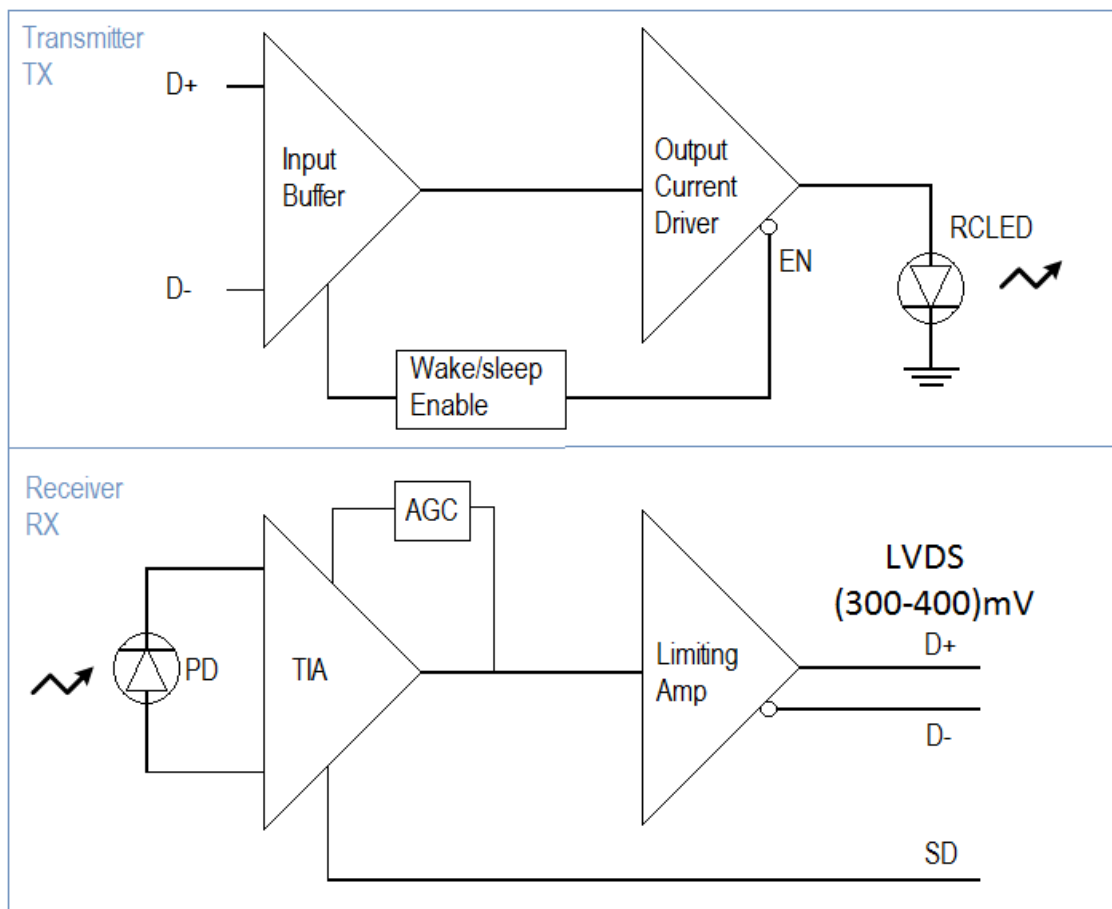 Transmitter
TX
D+
Input
Buffer
D-
Output
Current
Driver
EN
RCLED
Wake/sleep
Enable
Receiver
RX
AGC
PD
TIA
Limiting
Amp
LVDS
(300-400)mV
D+
D-
SD